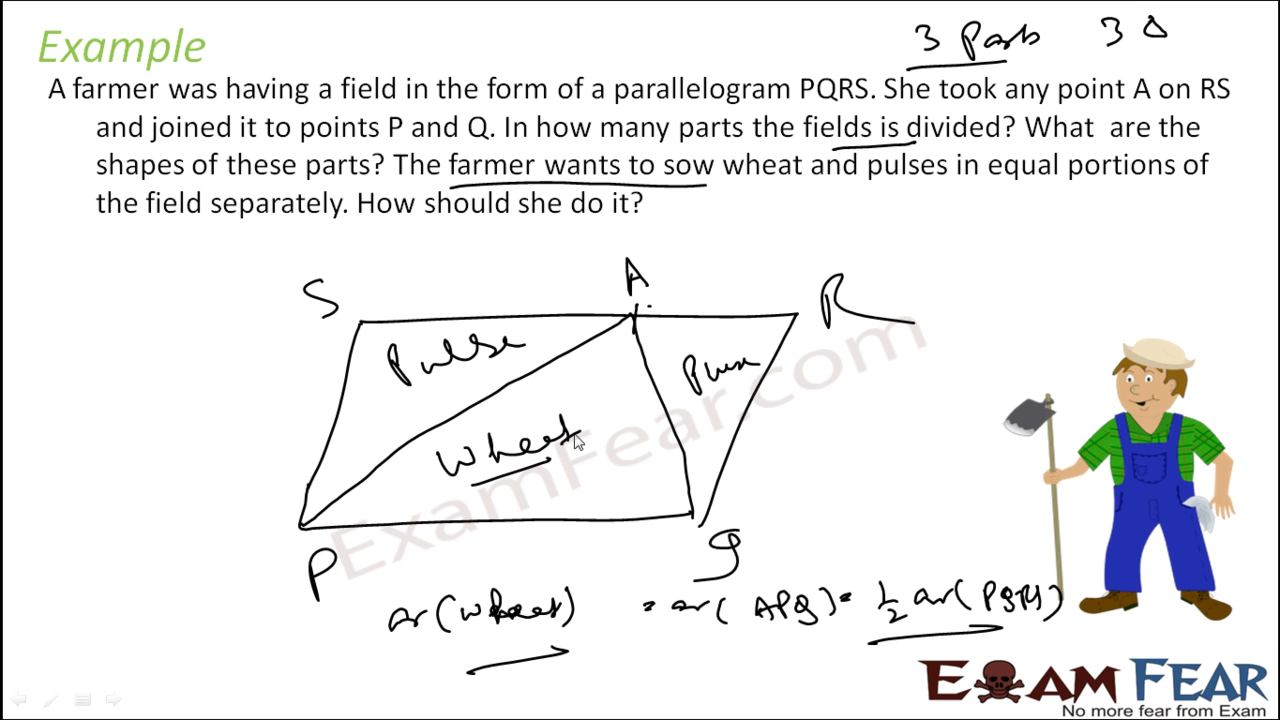 Example
3 Parts 3 Δ
A farmer was having a field in the form of a parallelogram PQRS. She took any point A on RS
and joined it to points P and Q. In how many parts the fields is divided? What are the
shapes of these parts? The farmer wants to sow wheat and pulses in equal portions of
the field separately. How should she do it?
S A R
Pulse
Wheat
P Q
ar(wheat) = ar(APQ) = 1/2 ar(PQRS)
ExamFear.com
EXAM FEAR
No more fear from Exam